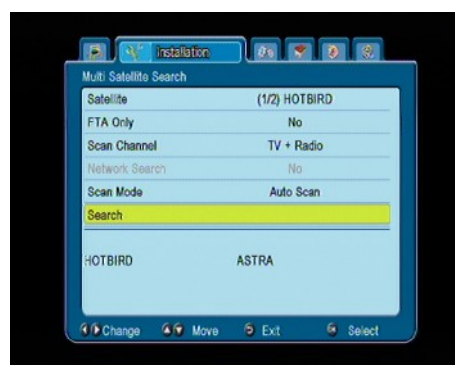 Installation
Multi Satellite Search
Satellite (1/2) HOTBIRD
FTA Only No
Scan Channel TV + Radio
Network Search No
Scan Mode Auto Scan
Search
HOTBIRD ASTRA
Change Move Exit Select